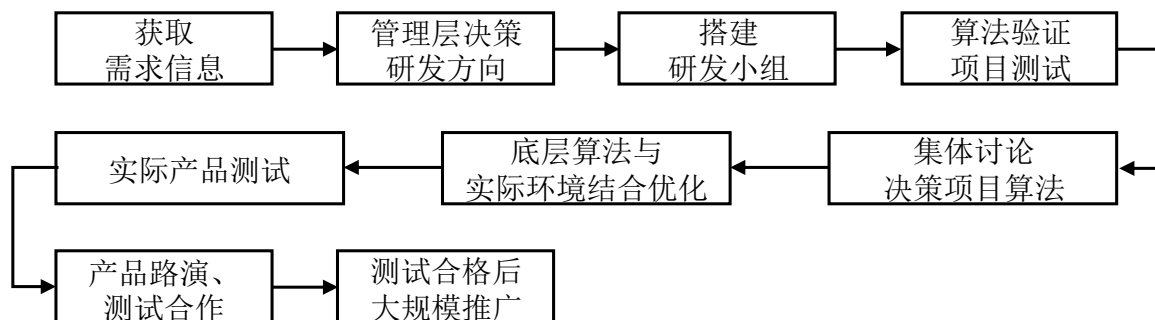 获取
需求信息
管理层决策
研发方向
搭建
研发小组
算法验证
项目测试
集体讨论
决策项目算法
底层算法与
实际环境结合优化
实际产品测试
产品路演、
测试合作
测试合格后
大规模推广